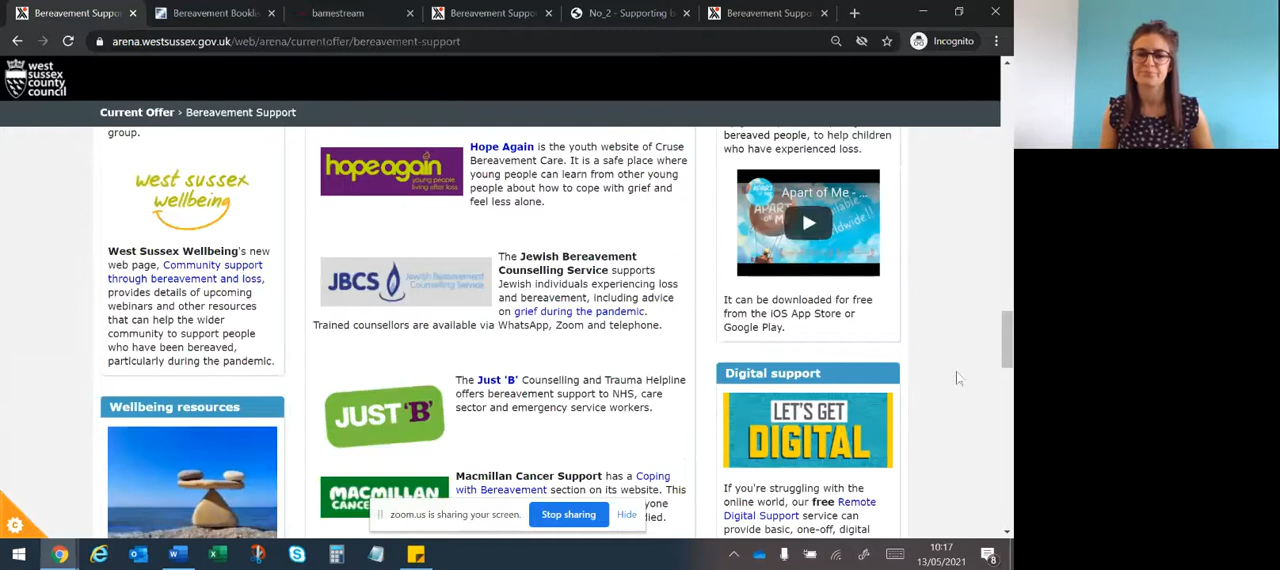 Bereavement Suppo
Bereavement Bookli
bamestream
Bereavement Suppo
No_2 - Supporting b
Bereavement Suppo
arena.westsussex.gov.uk/web/arena/currentoffer/bereavement-support
Incognito
west
sussex
county
council
Current Offer › Bereavement Support
group.
west sussex
wellbeing
West Sussex Wellbeing's new
web page, Community support
through bereavement and loss,
provides details of upcoming
webinars and other resources
that can help the wider
community to support people
who have been bereaved,
particularly during the pandemic.
Wellbeing resources
hope again
young people
living after loss
Hope Again is the youth website of Cruse
Bereavement Care. It is a safe place where
young people can learn from other young
people about how to cope with grief and
feel less alone.
JBCS
Jewish Bereavement
Counselling Service
The Jewish Bereavement
Counselling Service supports
Jewish individuals experiencing loss
and bereavement, including advice
on grief during the pandemic.
Trained counsellors are available via WhatsApp, Zoom and telephone.
JUST 'B'
The Just 'B' Counselling and Trauma Helpline
offers bereavement support to NHS, care
sector and emergency service workers.
MACMILLAN
Macmillan Cancer Support has a Coping
with Bereavement section on its website. This
zoom.us is sharing your screen.
Stop sharing
Hide
bereaved people, to help children
who have experienced loss.
Apart of Me - ...
It can be downloaded for free
from the iOS App Store or
Google Play.
Digital support
LET'S GET
DIGITAL
If you're struggling with the
online world, our free Remote
Digital Support service can
provide basic, one-off, digital
10:17
13/05/2021
8